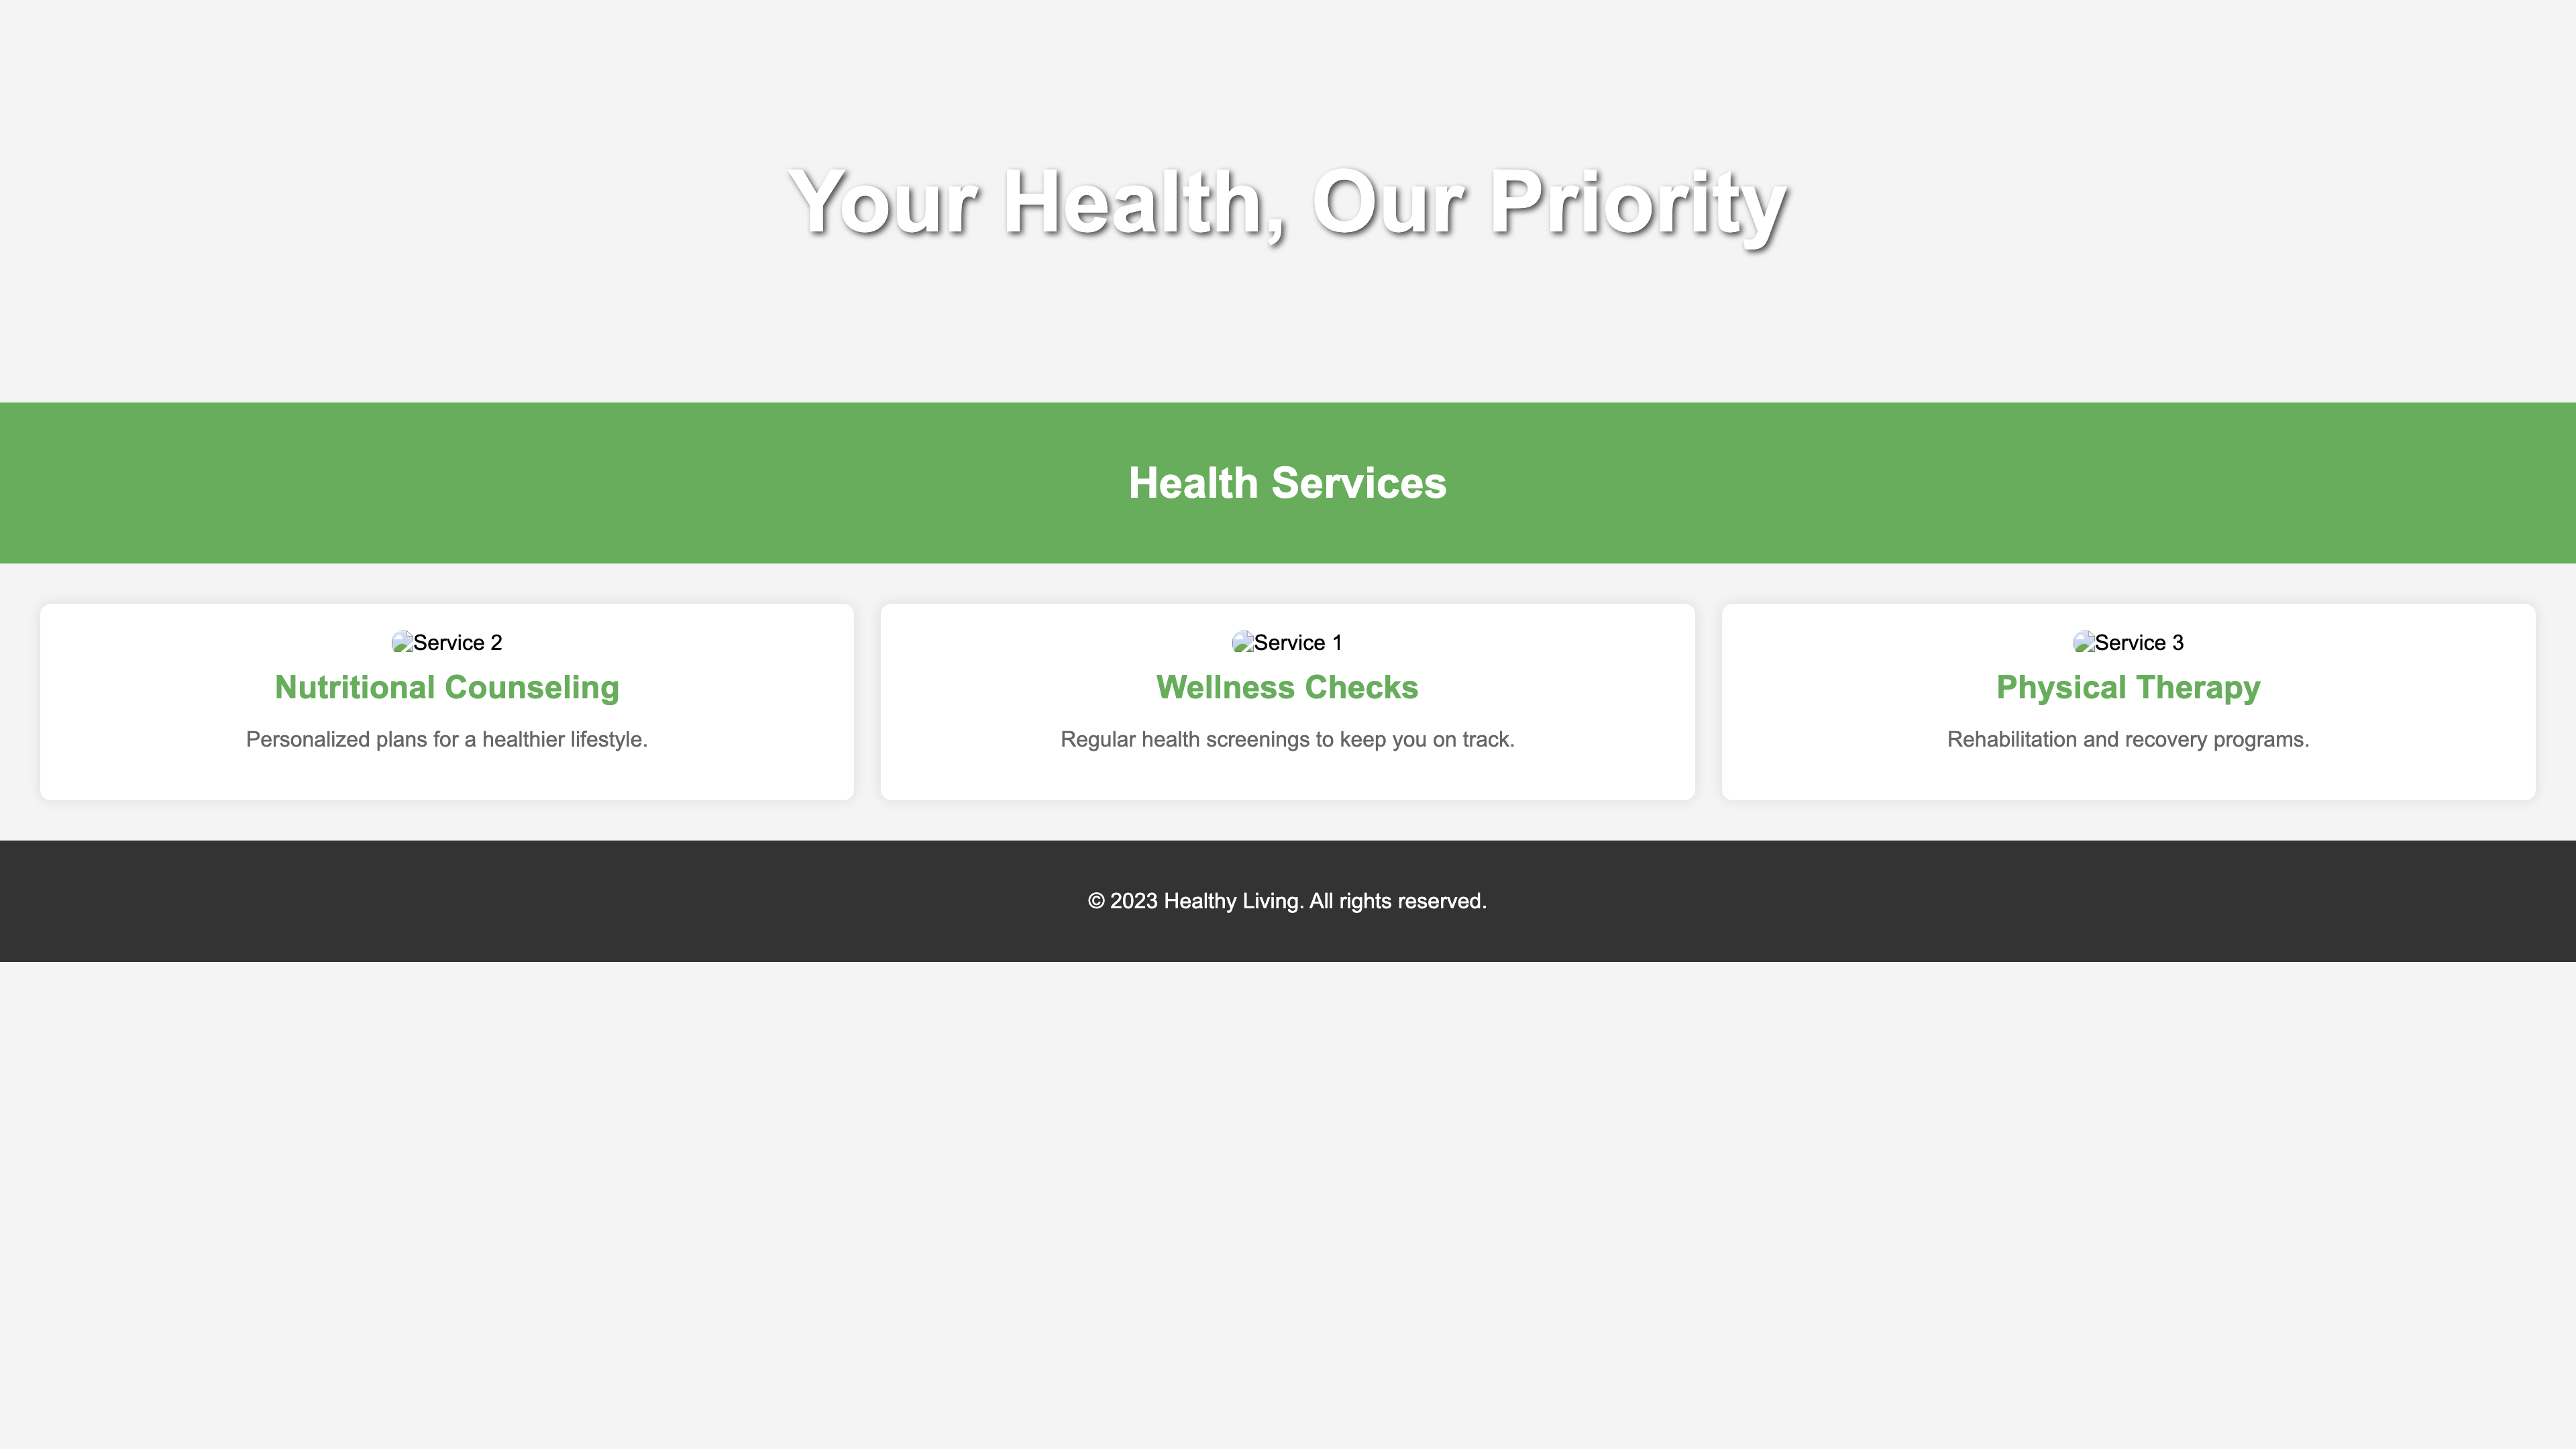 Your Health, Our Priority
Health Services
Service 2
Nutritional Counseling
Personalized plans for a healthier lifestyle.
Service 1
Wellness Checks
Regular health screenings to keep you on track.
Service 3
Physical Therapy
Rehabilitation and recovery programs.
© 2023 Healthy Living. All rights reserved.